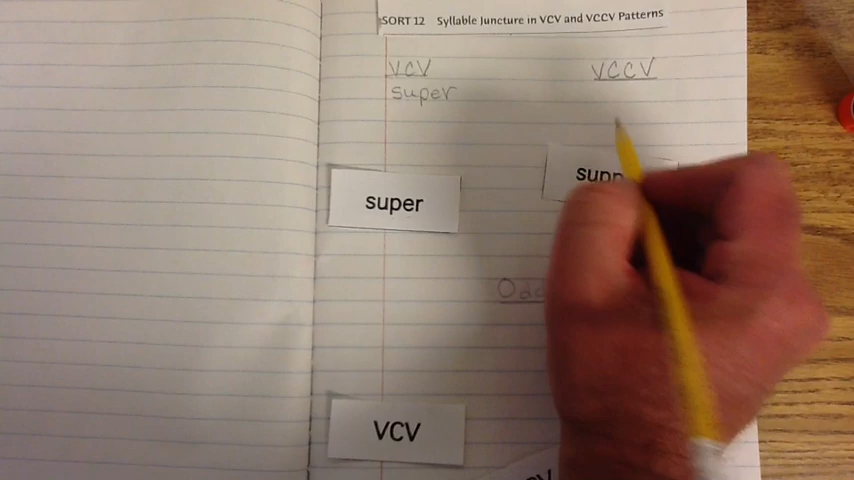 SORT 12 Syllable Juncture in VCV and VCCV Patterns
VCV VCCV
super
super
VCV